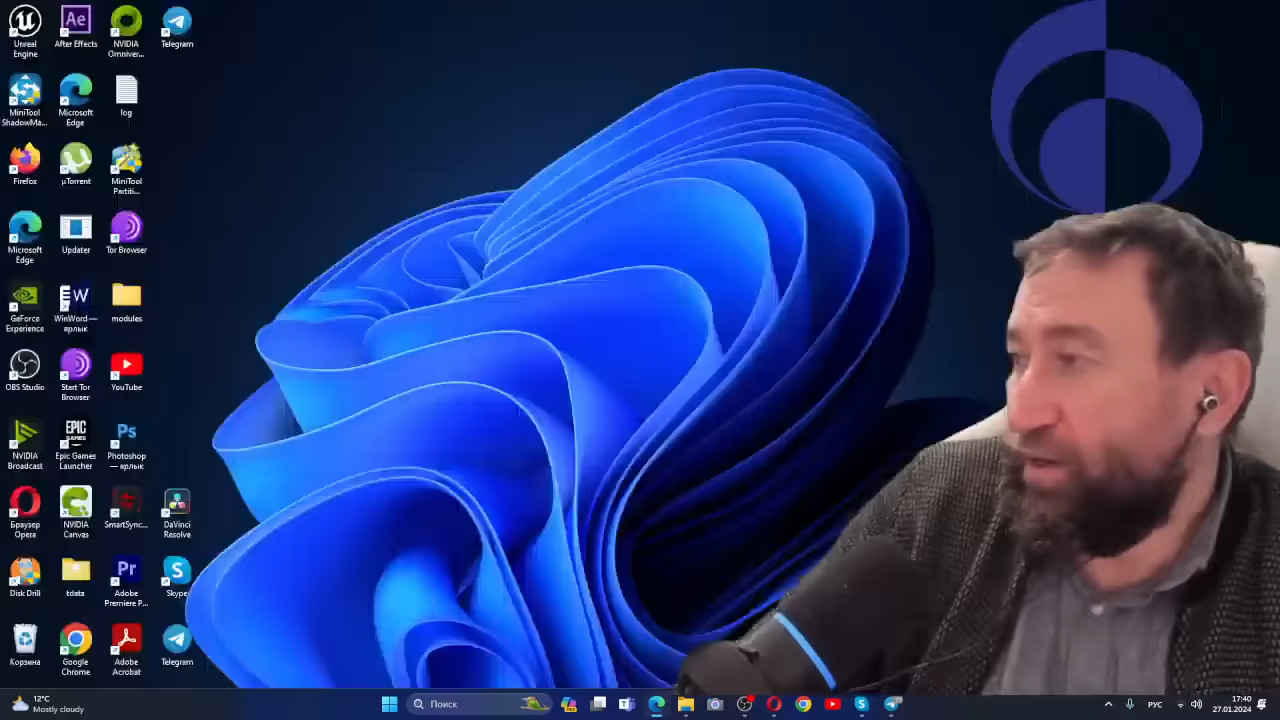 Unreal
Engine
After Effects
NVIDIA
Omniver...
Telegram
MiniTool
ShadowMa...
Microsoft
Edge
log
FireFox
µTorrent
MiniTool
Partiti...
Microsoft
Edge
Updater
Tor Browser
GeForce
Experience
WinWord —
ярлык
modules
OBS Studio
Start Tor
Browser
YouTube
NVIDIA
Broadcast
Epic Games
Launcher
Photoshop
— ярлык
Браузер
Opera
NVIDIA
Canvas
SmartSync...
DaVinci
Resolve
Disk Drill
tdata
Adobe
Premiere P...
Skype
Корзина
Google
Chrome
Adobe
Acrobat
Telegram
12°C
Mostly cloudy
Поиск
РУС
17:40
27.01.2024